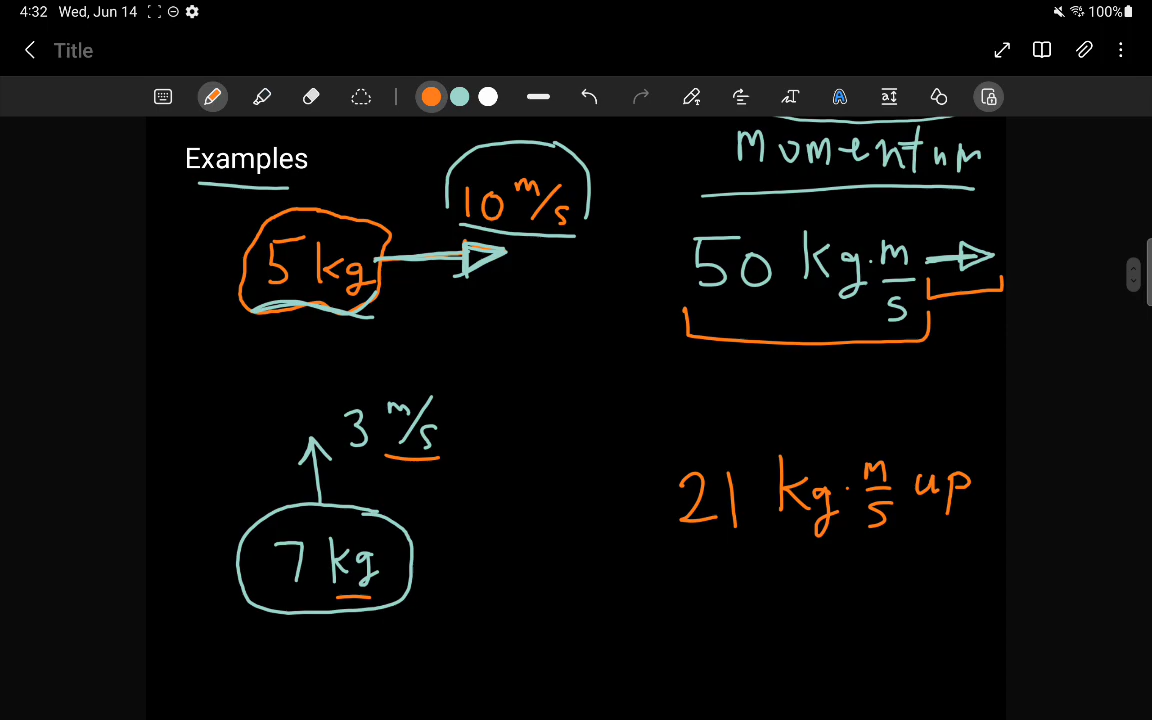 4:32 Wed, Jun 14 100%
Title
Examples
Momentum
10 m/s
5 kg
50 kg·m/s
3 m/s
21 kg·m/s up
7 kg